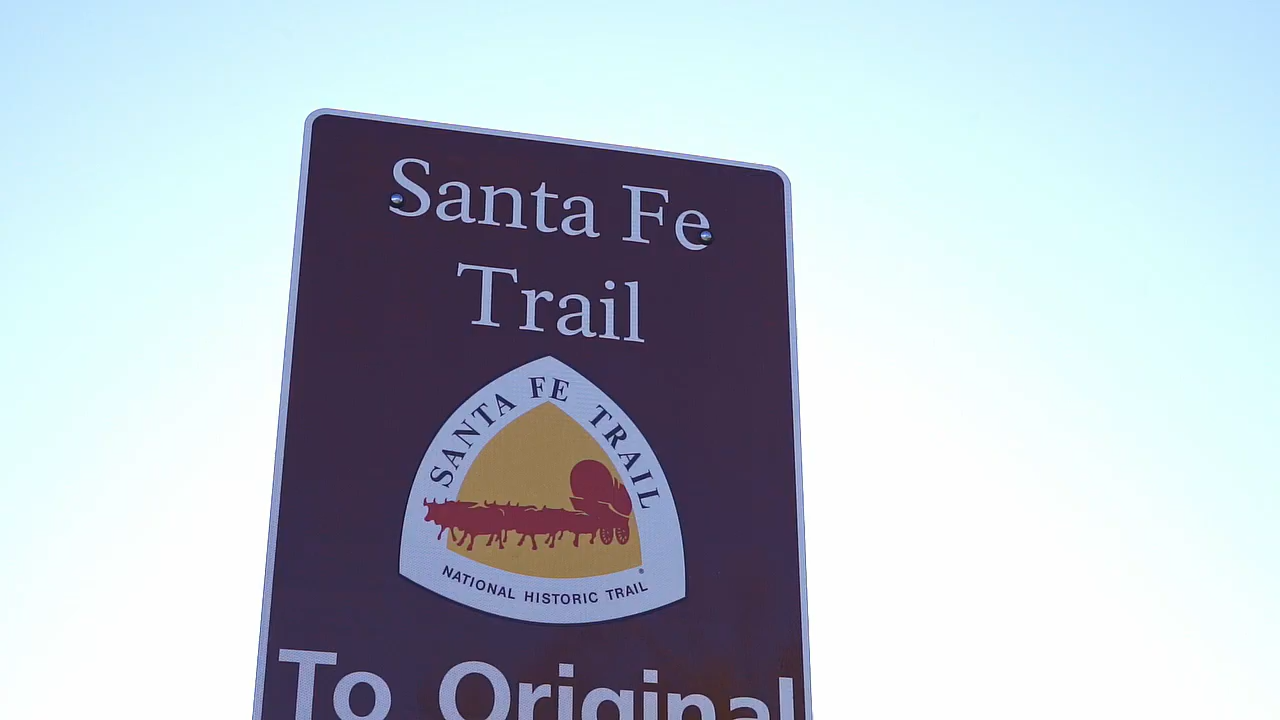 Santa Fe
Trail
SANTA FE TRAIL
NATIONAL HISTORIC TRAIL
To Original